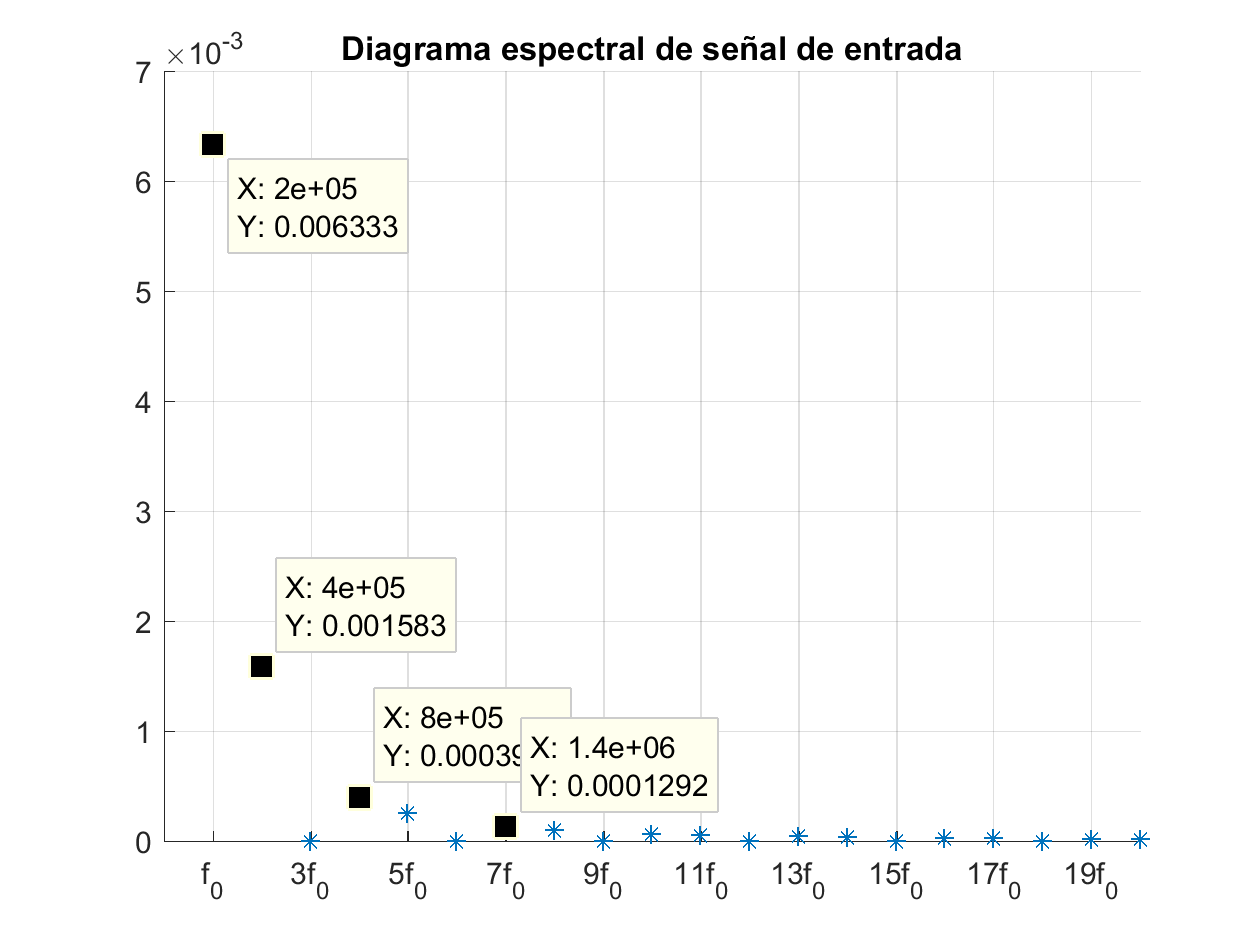 Diagrama espectral de señal de entrada
×10-3
7
6
5
4
3
2
1
0
X: 2e+05
Y: 0.006333
X: 4e+05
Y: 0.001583
X: 8e+05
Y: 0.00039
X: 1.4e+06
Y: 0.0001292
f0 3f0 5f0 7f0 9f0 11f0 13f0 15f0 17f0 19f0